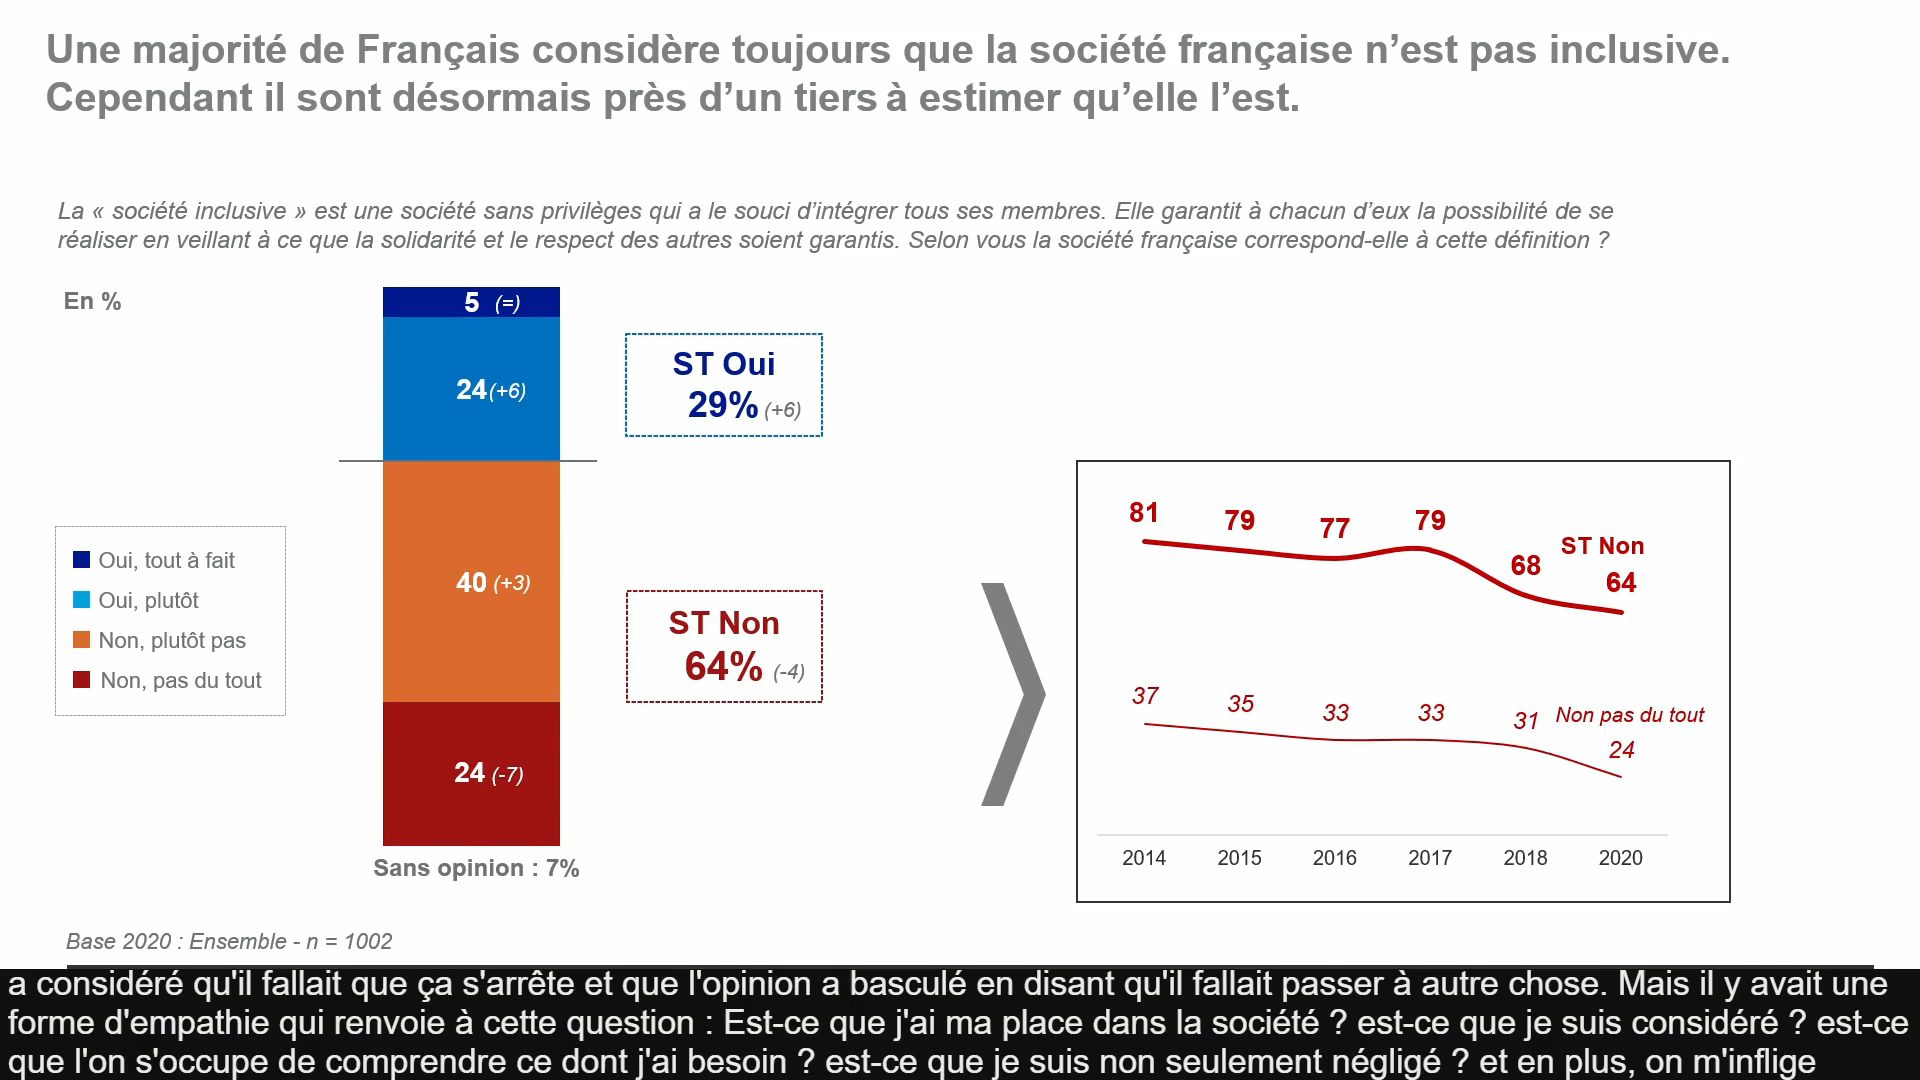 Une majorité de Français considère toujours que la société française n’est pas inclusive.
Cependant il sont désormais près d’un tiers à estimer qu’elle l’est.
La « société inclusive » est une société sans privilèges qui a le souci d’intégrer tous ses membres. Elle garantit à chacun d’eux la possibilité de se
réaliser en veillant à ce que la solidarité et le respect des autres soient garantis. Selon vous la société française correspond-elle à cette définition ?
En %
5 (=)
24 (+6)
40 (+3)
24 (-7)
Sans opinion : 7%
ST Oui
29% (+6)
ST Non
64% (-4)
Oui, tout à fait
Oui, plutôt
Non, plutôt pas
Non, pas du tout
81 79 77 79 68 64
ST Non
37 35 33 33 31 24
Non pas du tout
2014 2015 2016 2017 2018 2020
Base 2020 : Ensemble - n = 1002
a considéré qu'il fallait que ça s'arrête et que l'opinion a basculé en disant qu'il fallait passer à autre chose. Mais il y avait une
forme d'empathie qui renvoie à cette question : Est-ce que j'ai ma place dans la société ? est-ce que je suis considéré ? est-ce
que l'on s'occupe de comprendre ce dont j'ai besoin ? est-ce que je suis non seulement négligé ? et en plus, on m'inflige